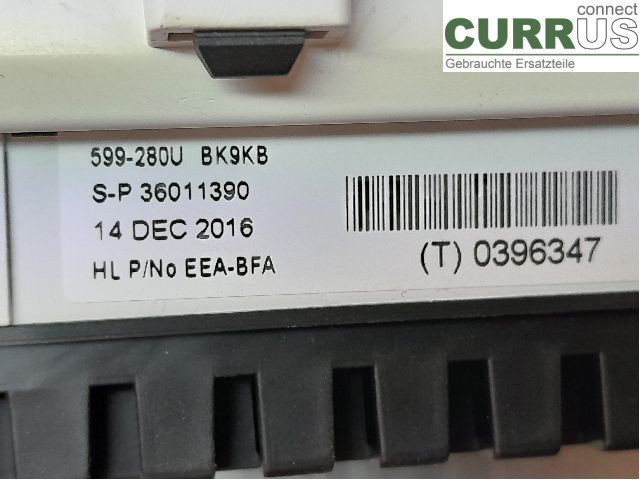 connect
CURRUS
Gebrauchte Ersatzteile
599-280U BK9KB
S-P 36011390
14 DEC 2016
HL P/No EEA-BFA
(T) 0396347